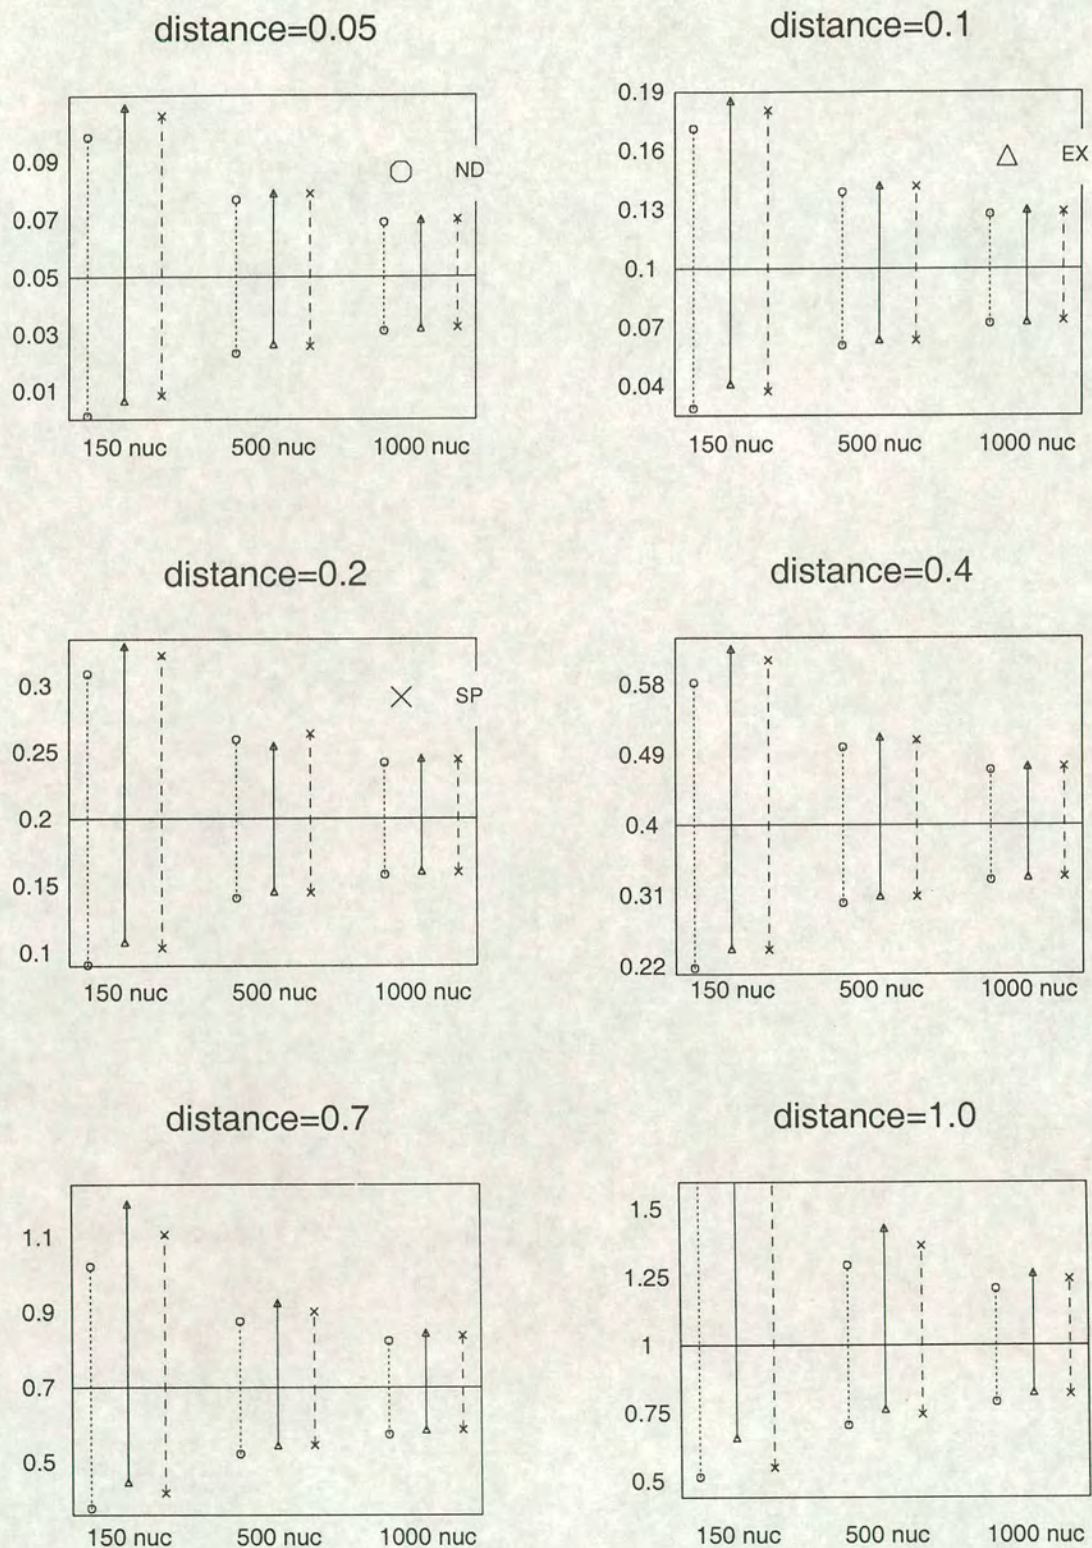 distance=0.05
0.09
0.07
0.05
0.03
0.01
ND
150 nuc 500 nuc 1000 nuc
distance=0.1
0.19
0.16
0.13
0.1
0.07
0.04
EX
150 nuc 500 nuc 1000 nuc
distance=0.2
0.3
0.25
0.2
0.15
0.1
SP
150 nuc 500 nuc 1000 nuc
distance=0.4
0.58
0.49
0.4
0.31
0.22
150 nuc 500 nuc 1000 nuc
distance=0.7
1.1
0.9
0.7
0.5
150 nuc 500 nuc 1000 nuc
distance=1.0
1.5
1.25
1
0.75
0.5
150 nuc 500 nuc 1000 nuc